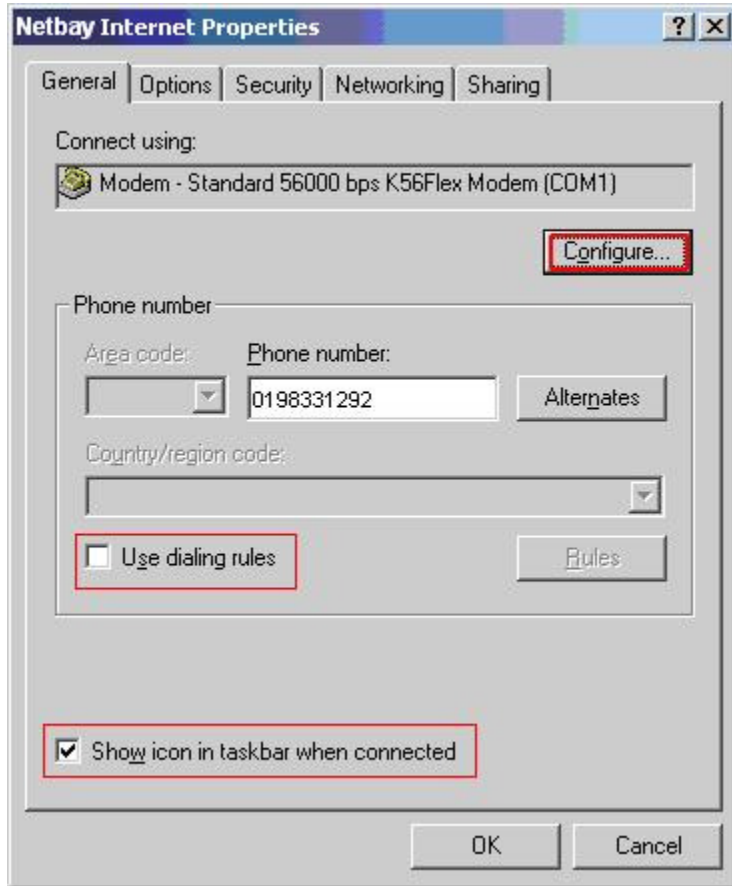 Netbay Internet Properties
General Options Security Networking Sharing
Connect using:
Modem - Standard 56000 bps K56Flex Modem (COM1)
Configure...
Phone number
Area code: Phone number:
0198331292 Alternates
Country/region code:
Use dialing rules Rules
Show icon in taskbar when connected
OK Cancel